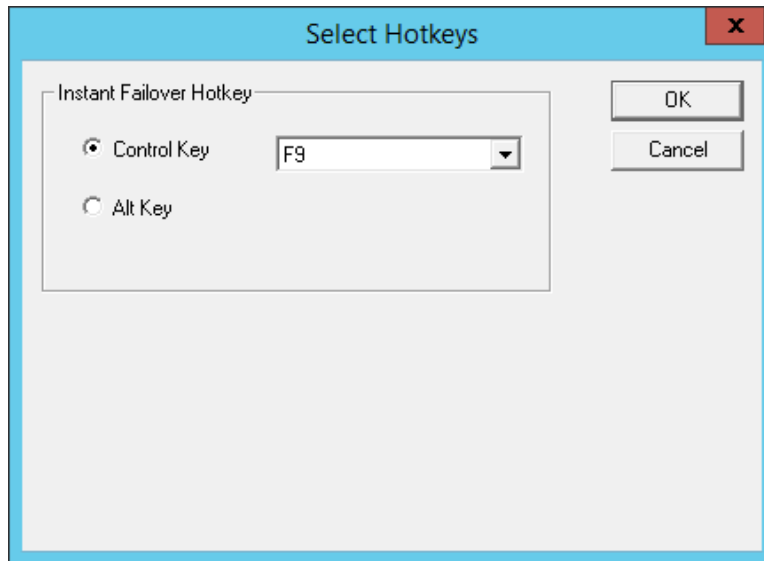 Select Hotkeys
x
Instant Failover Hotkey
OK
Control Key F9
Cancel
Alt Key